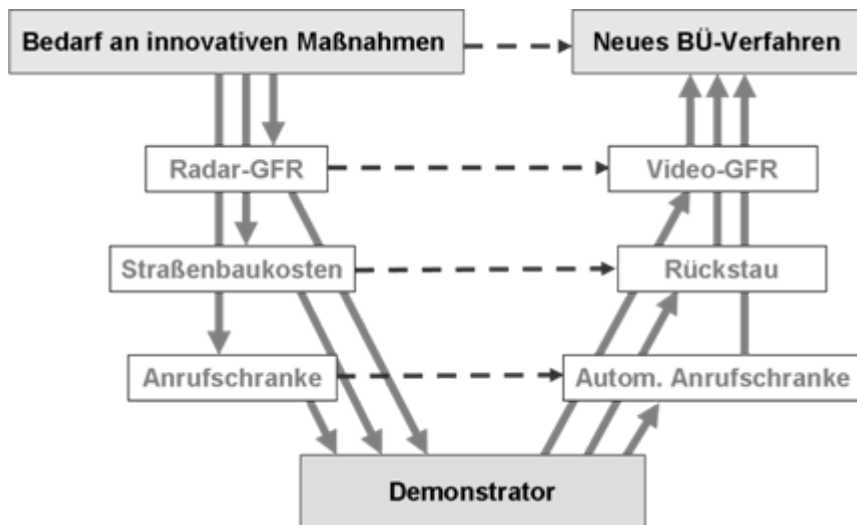 Bedarf an innovativen Maßnahmen
Neues BÜ-Verfahren
Radar-GFR
Video-GFR
Straßenbaukosten
Rückstau
Anrufschranke
Autom. Anrufschranke
Demonstrator